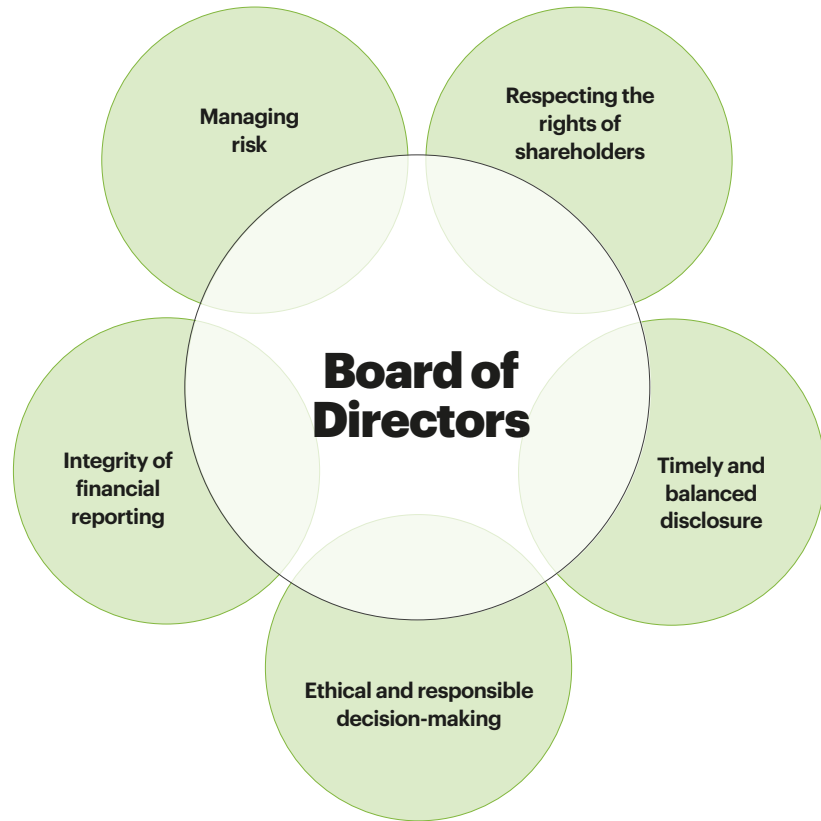 Managing
risk
Respecting the
rights of
shareholders
Board of
Directors
Integrity of
financial
reporting
Timely and
balanced
disclosure
Ethical and responsible
decision-making